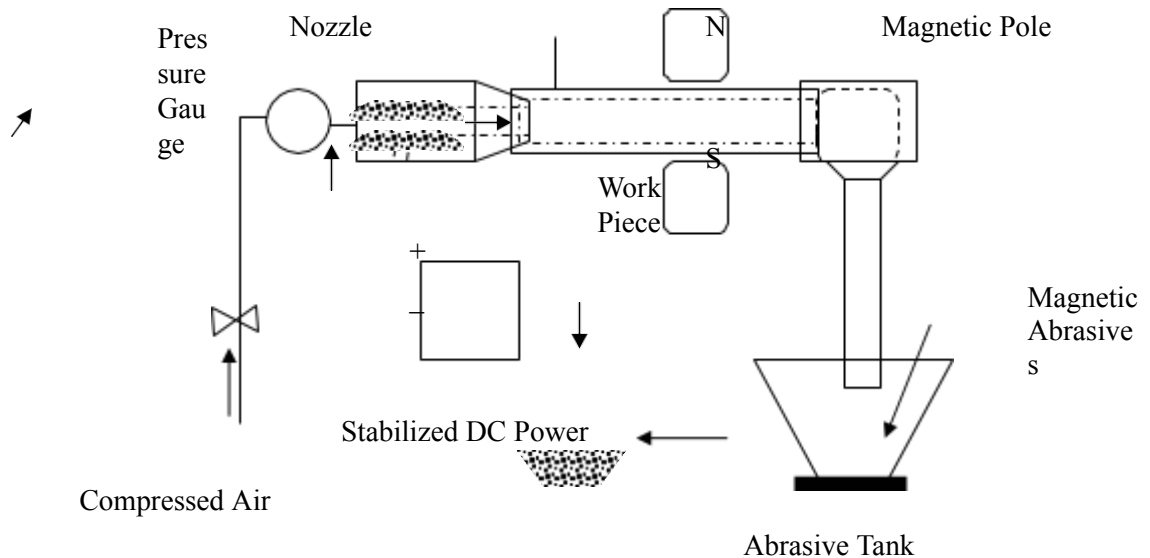 Nozzle
N
Magnetic Pole
Pres
sure
Gau
ge
S
Work
Piece
+
–
Magnetic
Abrasive
s
Stabilized DC Power
Compressed Air
Abrasive Tank